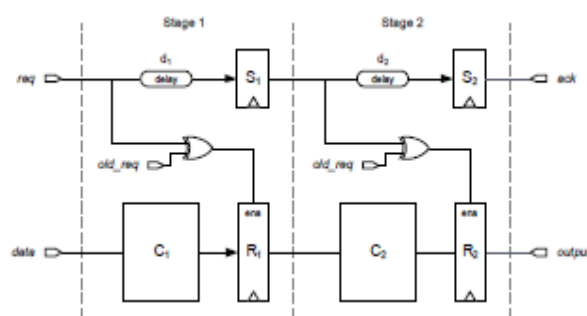 Stage 1 Stage 2
d₁ d₂
req delay S₁ delay S₂ ack
old_req old_req
ena ena
data C₁ R₁ C₂ R₂ outpu